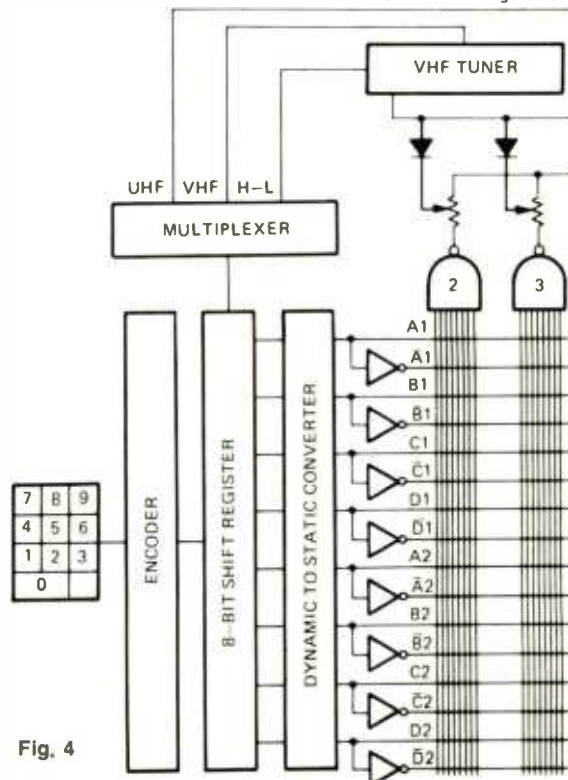 VHF TUNER
UHF VHF H-L
MULTIPLEXER
2 3
A1
Ā1
B1
B̄1
C1
C̄1
D1
D̄1
A2
Ā2
B2
B̄2
C2
C̄2
D2
D̄2
ENCODER
8-BIT SHIFT REGISTER
DYNAMIC TO STATIC CONVERTER
7 8 9
4 5 6
1 2 3
0
Fig. 4